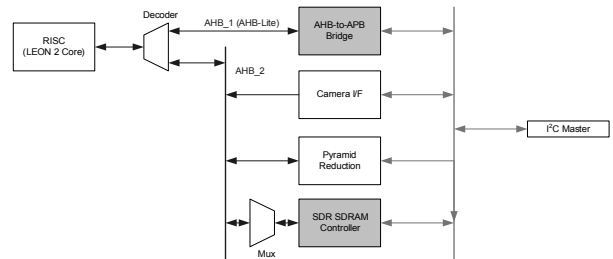 Decoder
RISC
(LEON 2 Core)
AHB_1 (AHB-Lite)
AHB-to-APB
Bridge
AHB_2
Camera I/F
I²C Master
Pyramid
Reduction
SDR SDRAM
Controller
Mux